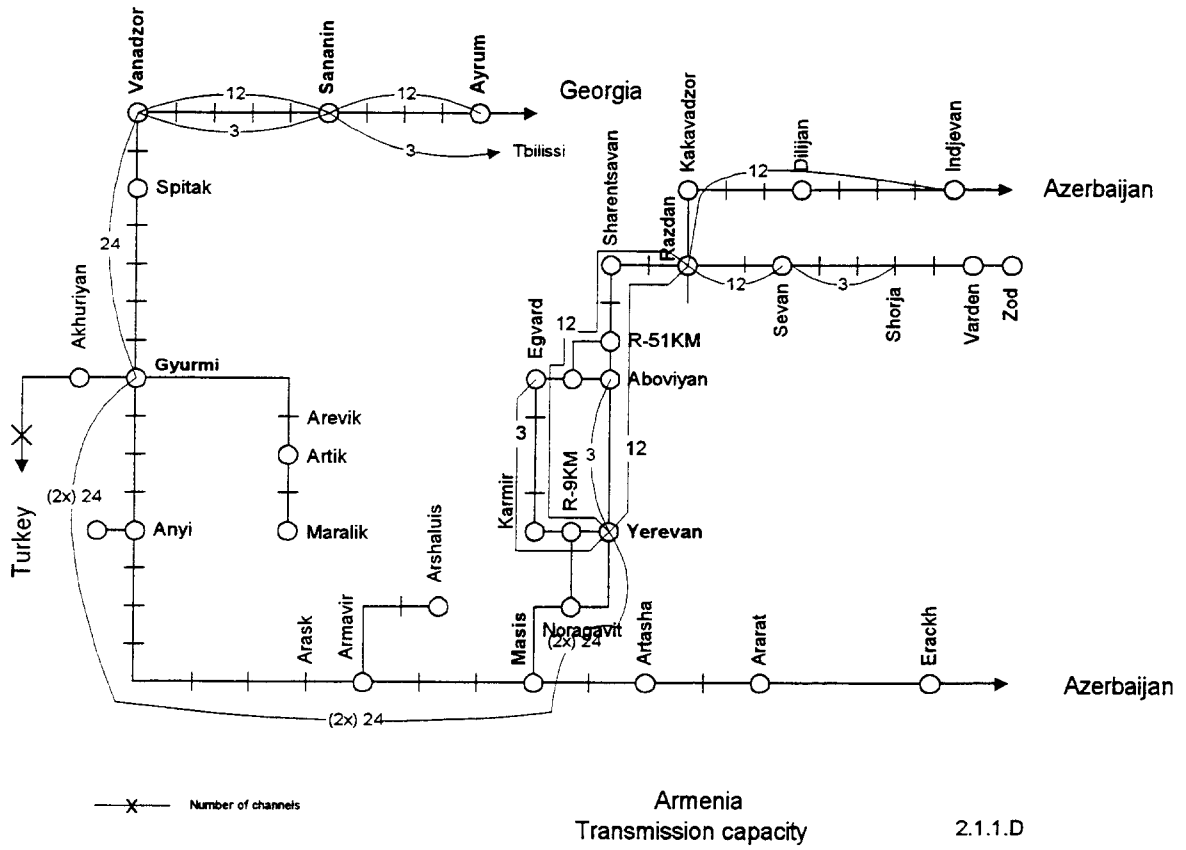 Vanadzor
Sananin
Ayrum
12
12
Georgia
3
3
Tbilissi
Kakavadzor
Dilijan
Indjevan
12
Azerbaijan
Spitak
Sharentsavan
Razdan
24
12
3
Sevan
Shorja
Varden
Zod
Akhuriyan
12
Egvard
R-51KM
Gyurmi
Aboviyan
Arevik
3
3
12
Artik
R-9KM
Karmir
(2x) 24
Turkey
Anyi
Maralik
Arshaluis
Yerevan
Arask
Armavir
Masis
Noragavit
(2x) 24
Artasha
Ararat
Erackh
Azerbaijan
(2x) 24
X
Number of channels
Armenia
Transmission capacity
2.1.1.D